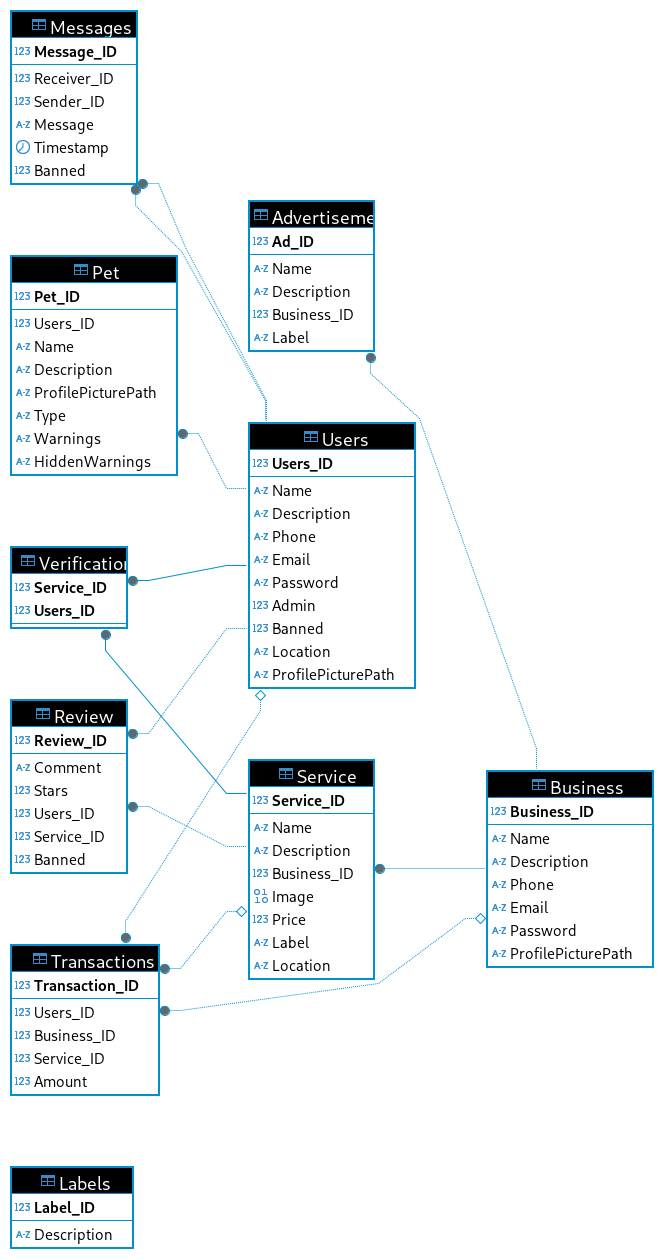 Messages
123 Message_ID
123 Receiver_ID
123 Sender_ID
A-Z Message
Timestamp
123 Banned
Advertiseme
123 Ad_ID
A-Z Name
A-Z Description
123 Business_ID
A-Z Label
Pet
123 Pet_ID
123 Users_ID
A-Z Name
A-Z Description
A-Z ProfilePicturePath
A-Z Type
A-Z Warnings
A-Z HiddenWarnings
Users
123 Users_ID
A-Z Name
A-Z Description
A-Z Phone
A-Z Email
A-Z Password
123 Admin
123 Banned
A-Z Location
A-Z ProfilePicturePath
Verification
123 Service_ID
123 Users_ID
Review
123 Review_ID
A-Z Comment
123 Stars
123 Users_ID
123 Service_ID
123 Banned
Service
123 Service_ID
A-Z Name
A-Z Description
123 Business_ID
010 Image
123 Price
A-Z Label
A-Z Location
Business
123 Business_ID
A-Z Name
A-Z Description
A-Z Phone
A-Z Email
A-Z Password
A-Z ProfilePicturePath
Transactions
123 Transaction_ID
123 Users_ID
123 Business_ID
123 Service_ID
123 Amount
Labels
123 Label_ID
A-Z Description